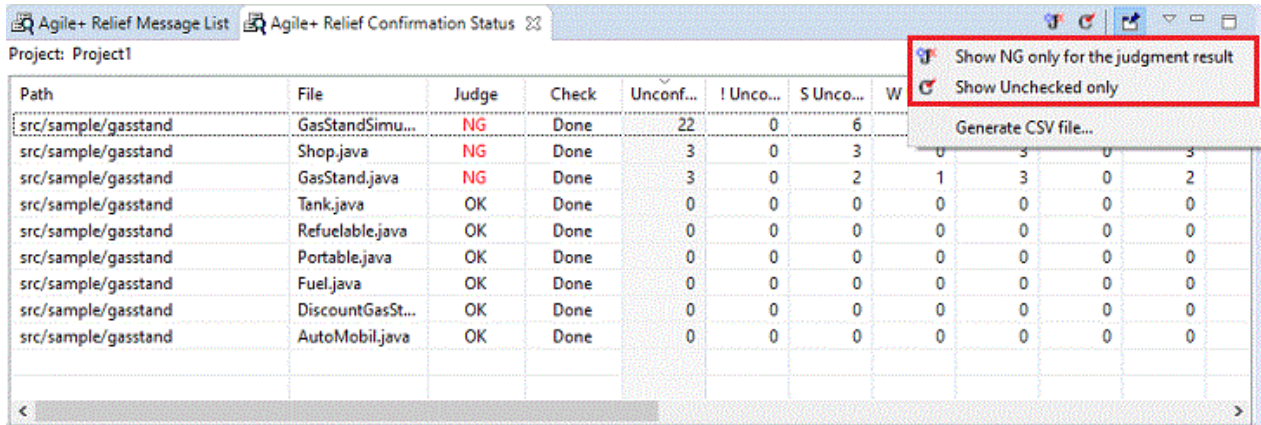 Agile+ Relief Message List Agile+ Relief Confirmation Status
Project: Project1
Show NG only for the judgment result
Show Unchecked only
Generate CSV file...
Path File Judge Check Unconf... ! Unco... S Unco... W
src/sample/gasstand GasStandSimu... NG Done 22 0 6
src/sample/gasstand Shop.java NG Done 3 0 3 0 3 0 3
src/sample/gasstand GasStand.java NG Done 3 0 2 1 3 0 2
src/sample/gasstand Tank.java OK Done 0 0 0 0 0 0 0
src/sample/gasstand Refuelable.java OK Done 0 0 0 0 0 0 0
src/sample/gasstand Portable.java OK Done 0 0 0 0 0 0 0
src/sample/gasstand Fuel.java OK Done 0 0 0 0 0 0 0
src/sample/gasstand DiscountGasSt... OK Done 0 0 0 0 0 0 0
src/sample/gasstand AutoMobil.java OK Done 0 0 0 0 0 0 0